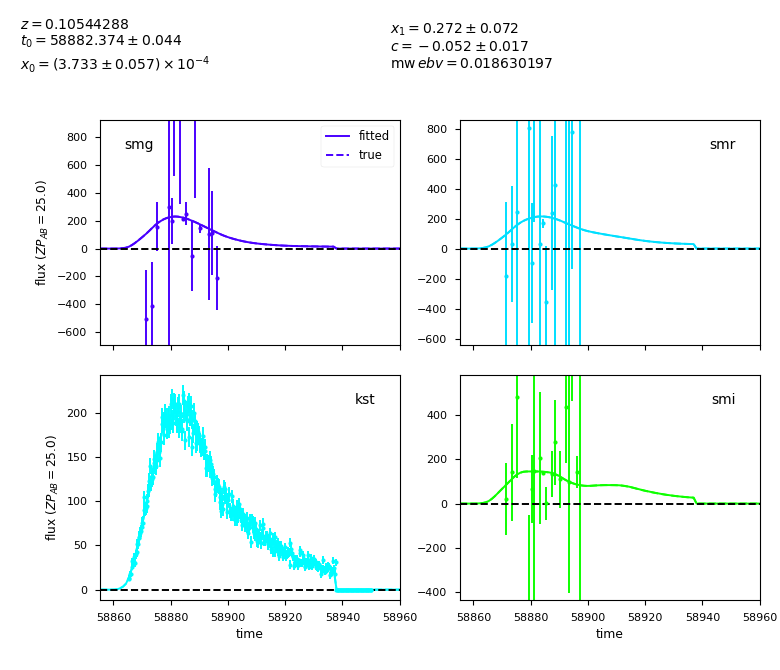 z = 0.10544288
t₀ = 58882.374 ± 0.044
x₀ = (3.733 ± 0.057) × 10⁻⁴
x₁ = 0.272 ± 0.072
c = −0.052 ± 0.017
mw ebv = 0.018630197
smg
fitted
true
800
600
400
200
0
−200
−400
−600
flux (ZP_AB = 25.0)
smr
800
600
400
200
0
−200
−400
−600
kst
200
150
100
50
0
flux (ZP_AB = 25.0)
58860 58880 58900 58920 58940 58960
time
smi
400
200
0
−200
−400
58860 58880 58900 58920 58940 58960
time